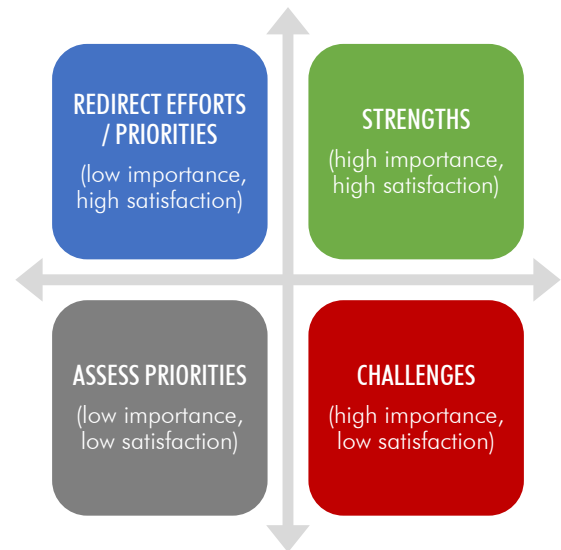 REDIRECT EFFORTS
/ PRIORITIES
(low importance,
high satisfaction)
STRENGTHS
(high importance,
high satisfaction)
ASSESS PRIORITIES
(low importance,
low satisfaction)
CHALLENGES
(high importance,
low satisfaction)